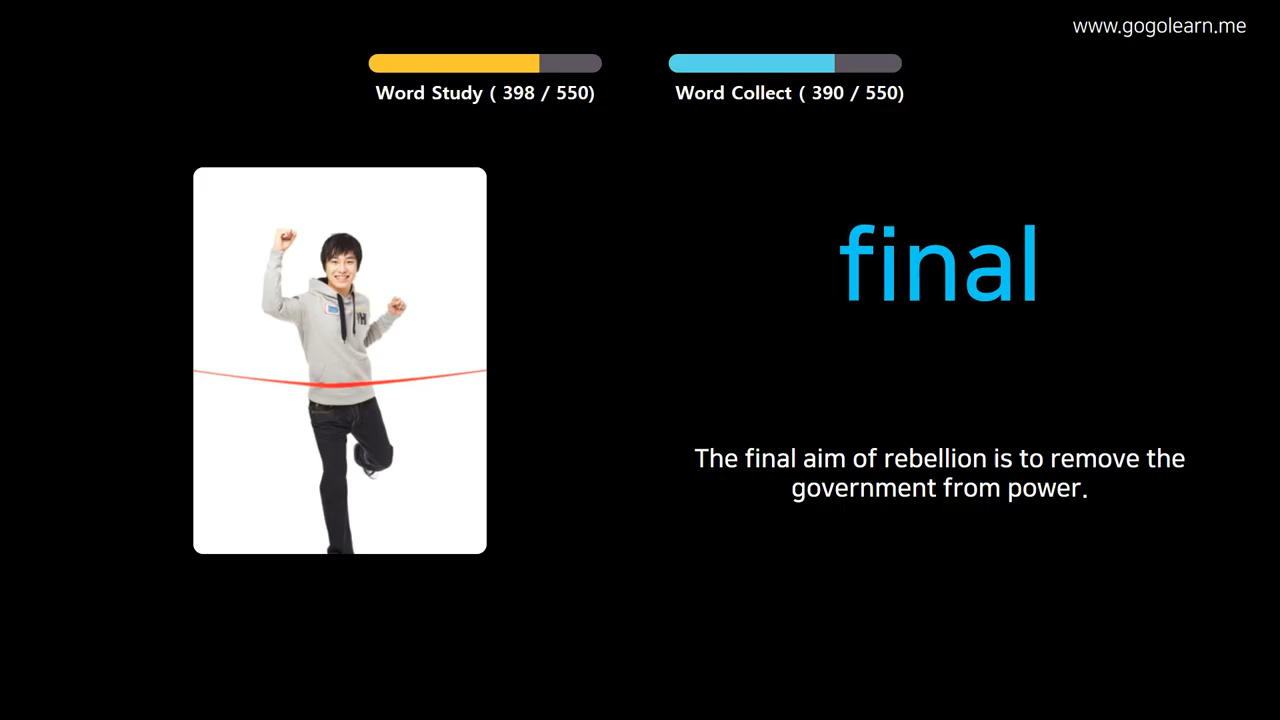 www.gogolearn.me
Word Study ( 398 / 550)
Word Collect ( 390 / 550)
final
The final aim of rebellion is to remove the
government from power.